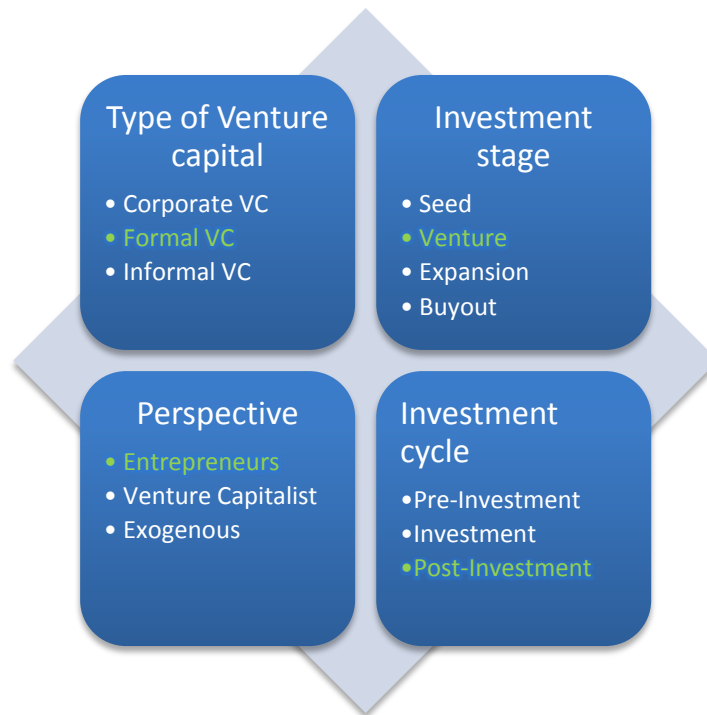 Type of Venture
capital
• Corporate VC
• Formal VC
• Informal VC
Investment
stage
• Seed
• Venture
• Expansion
• Buyout
Perspective
• Entrepreneurs
• Venture Capitalist
• Exogenous
Investment
cycle
•Pre-Investment
•Investment
•Post-Investment